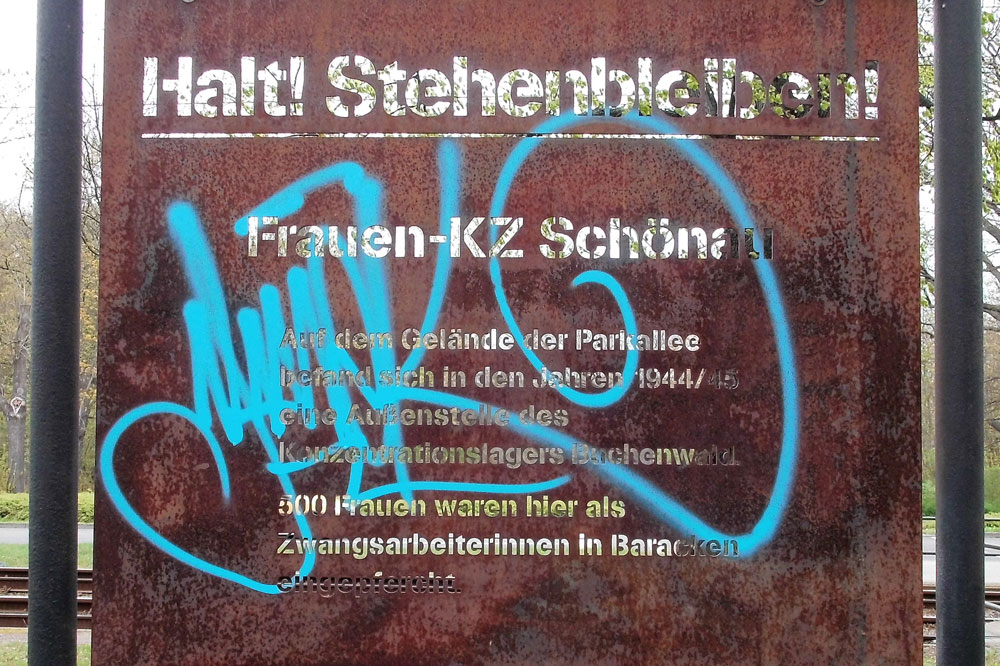 Halt! Stehenbleiben!
Frauen-KZ Schönau
Auf dem Gelände der Parkallee
befand sich in den Jahren 1944/45
eine Außenstelle des
Konzentrationslagers Buchenwald.
500 Frauen waren hier als
Zwangsarbeiterinnen in Baracken
eingepfercht.